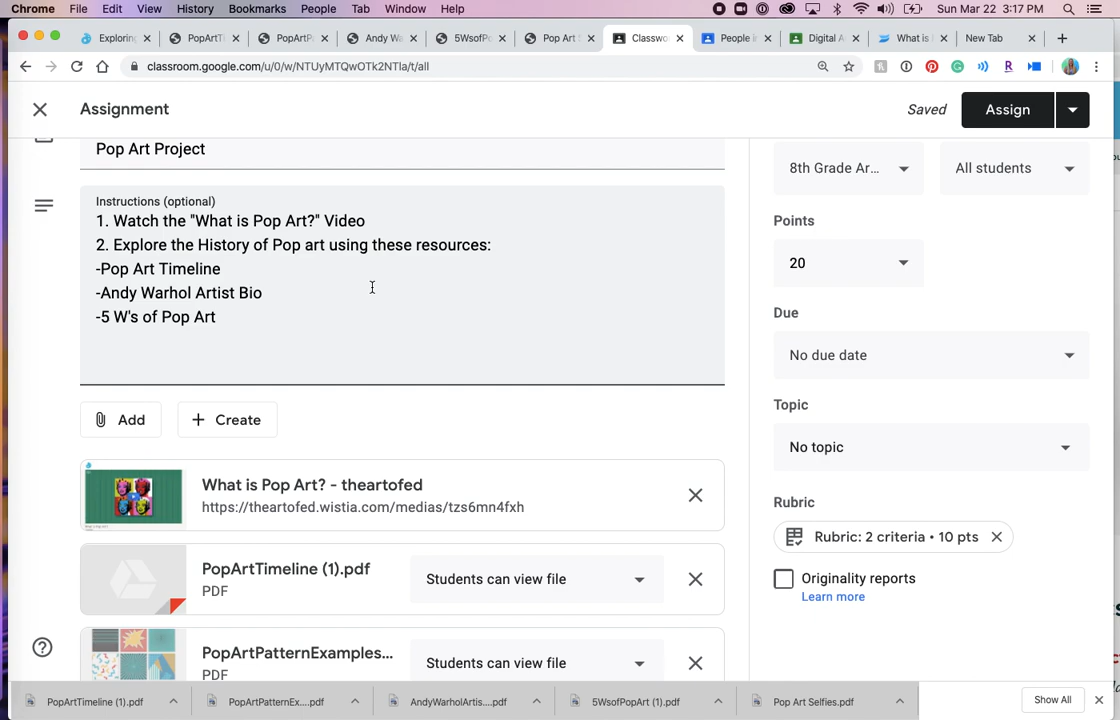 Chrome File Edit View History Bookmarks People Tab Window Help Sun Mar 22 3:17 PM
Exploring PopArtTi PopArtPa Andy Wa 5WsofPo Pop Art S Classwo People in Digital A What is New Tab
classroom.google.com/u/0/w/NTUyMTQwOTk2NTla/t/all
Assignment Saved Assign
Pop Art Project
8th Grade Ar... All students
Instructions (optional)
1. Watch the "What is Pop Art?" Video
2. Explore the History of Pop art using these resources:
-Pop Art Timeline
-Andy Warhol Artist Bio
-5 W's of Pop Art
Points
20
Due
No due date
Topic
No topic
Add Create
What is Pop Art? - theartofed
https://theartofed.wistia.com/medias/tzs6mn4fxh
Rubric
Rubric: 2 criteria • 10 pts
PopArtTimeline (1).pdf
PDF
Students can view file
Originality reports
Learn more
PopArtPatternExamples...
PDF
Students can view file
PopArtTimeline (1).pdf PopArtPatternEx....pdf AndyWarholArtis....pdf 5WsofPopArt (1).pdf Pop Art Selfies.pdf Show All